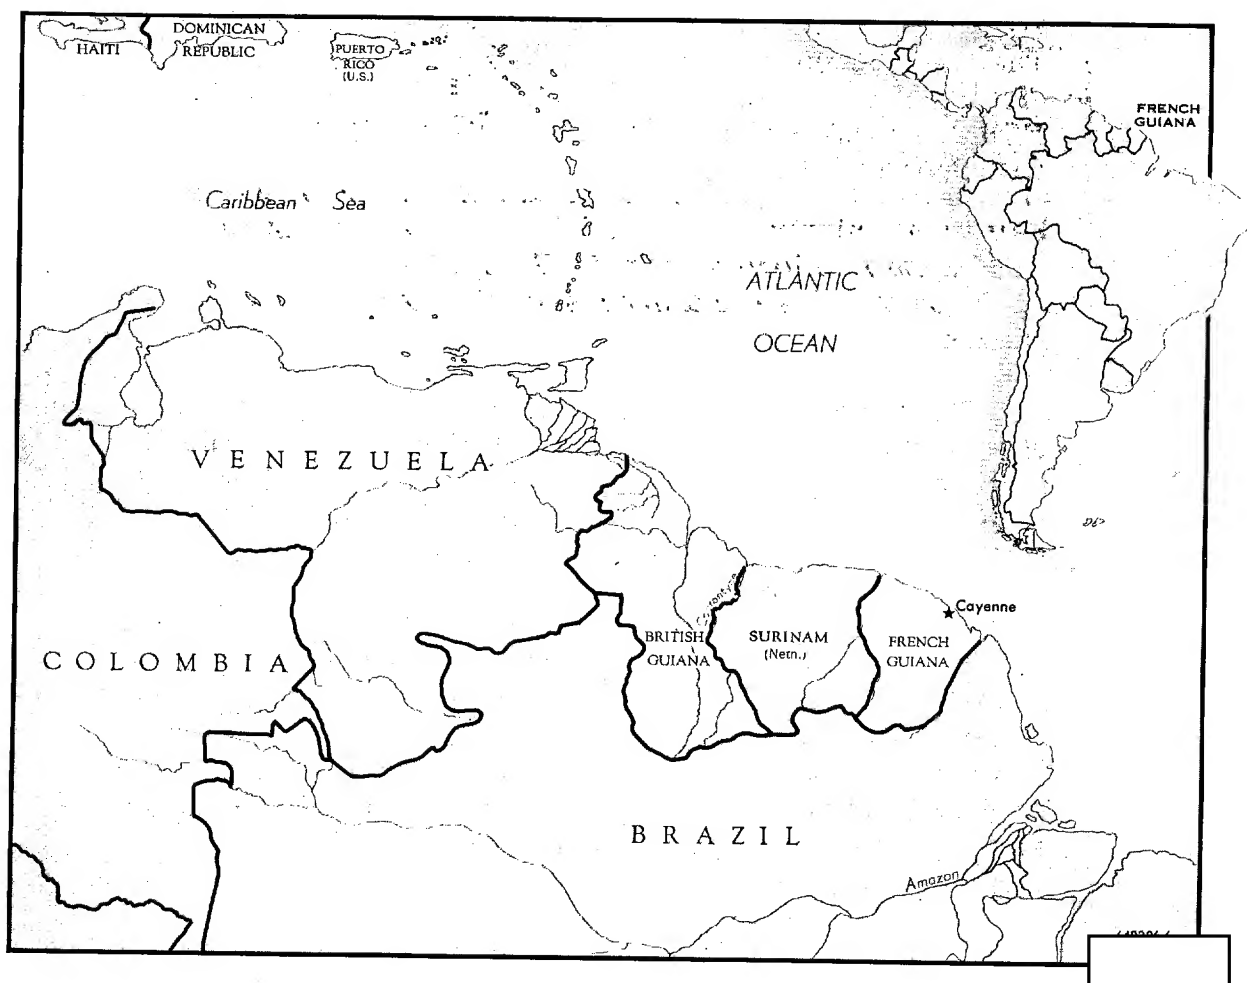 HAITI
DOMINICAN
REPUBLIC
PUERTO
RICO
(U.S.)
FRENCH
GUIANA
Caribbean Sea
ATLANTIC
OCEAN
VENEZUELA
Cayenne
BRITISH
GUIANA
SURINAM
(Netn.)
FRENCH
GUIANA
COLOMBIA
BRAZIL
Amazon